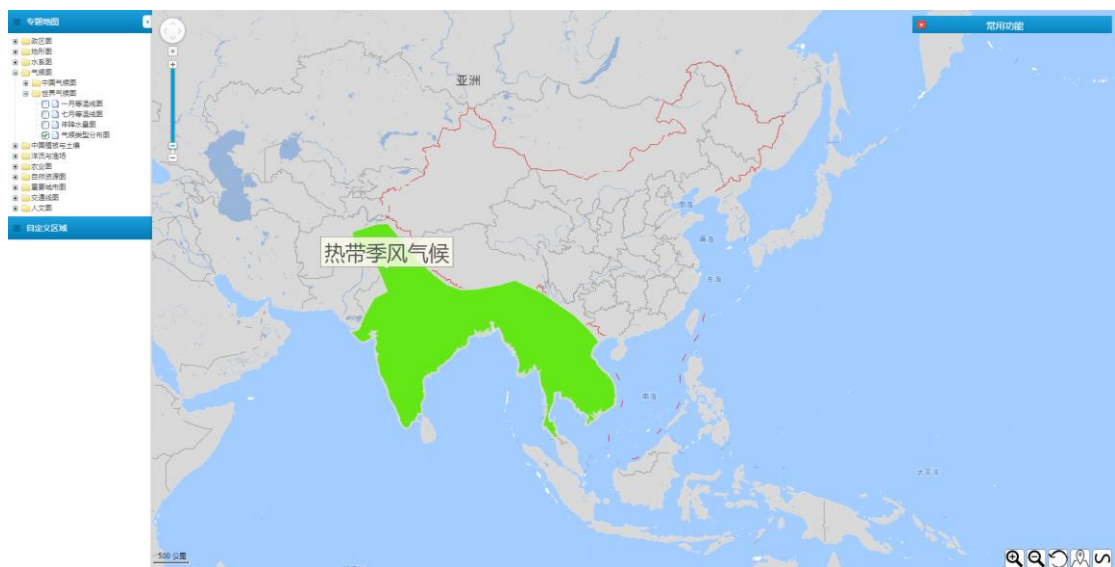 专题地图
政区图
地形图
水系图
气候图
中国气候图
世界气候图
一月等温线图
七月等温线图
年降水量图
气候类型分布图
中国植被与土壤
洋流与渔场
农业图
自然资源图
重要城市图
交通线图
人文图
自定义区域
常用功能
亚洲
渤海
黄海
东海
热带季风气候
南海
太平洋
500 公里